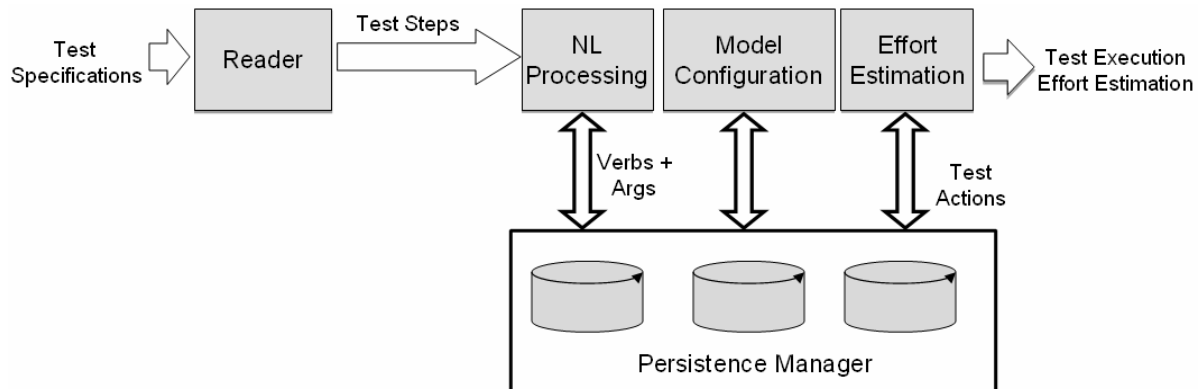 Test
Specifications
Reader
Test Steps
NL
Processing
Model
Configuration
Effort
Estimation
Test Execution
Effort Estimation
Verbs +
Args
Test
Actions
Persistence Manager